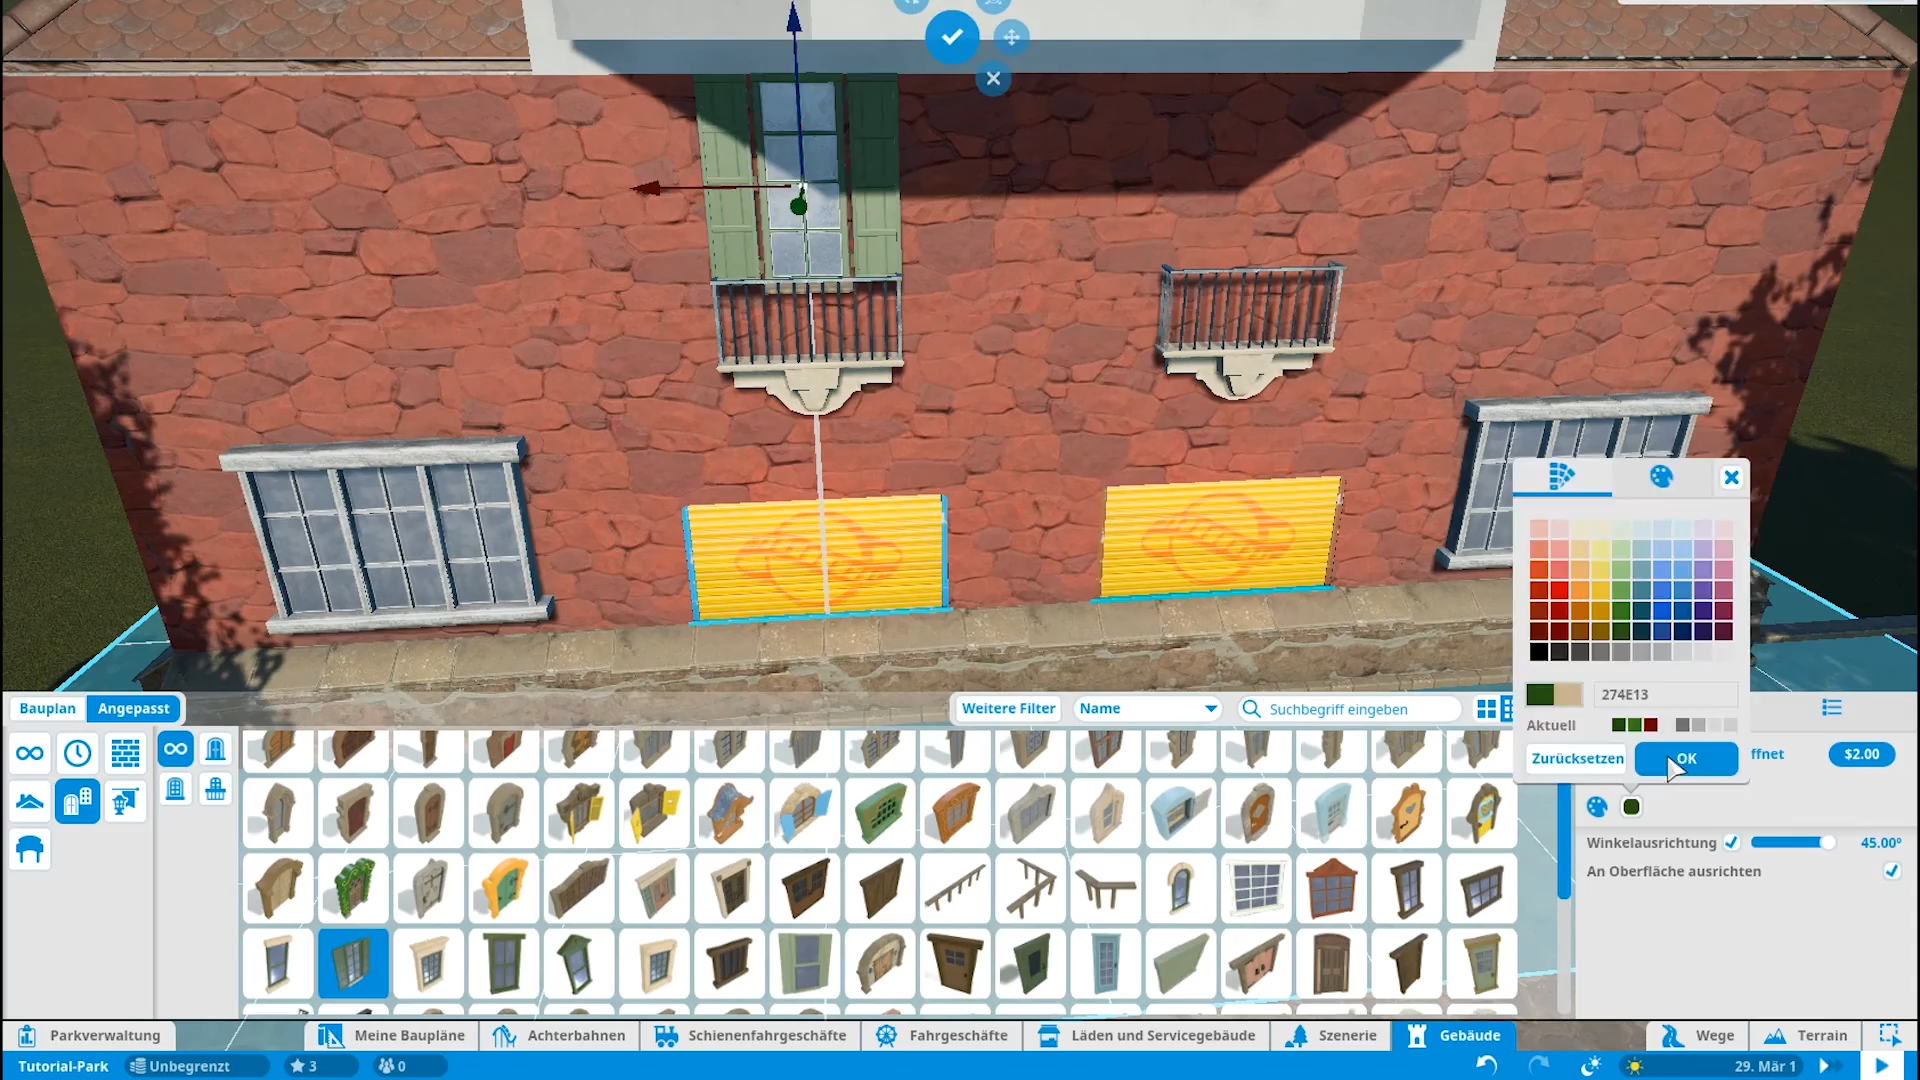 274E13
Aktuell
Zurücksetzen
OK
Bauplan
Angepasst
Weitere Filter
Name
Suchbegriff eingeben
ffnet
$2.00
Winkelausrichtung
45.00°
An Oberfläche ausrichten
Parkverwaltung
Meine Baupläne
Achterbahnen
Schienenfahrgeschäfte
Fahrgeschäfte
Läden und Servicegebäude
Szenerie
Gebäude
Wege
Terrain
Tutorial-Park
Unbegrenzt
3
0
29. Mär 1